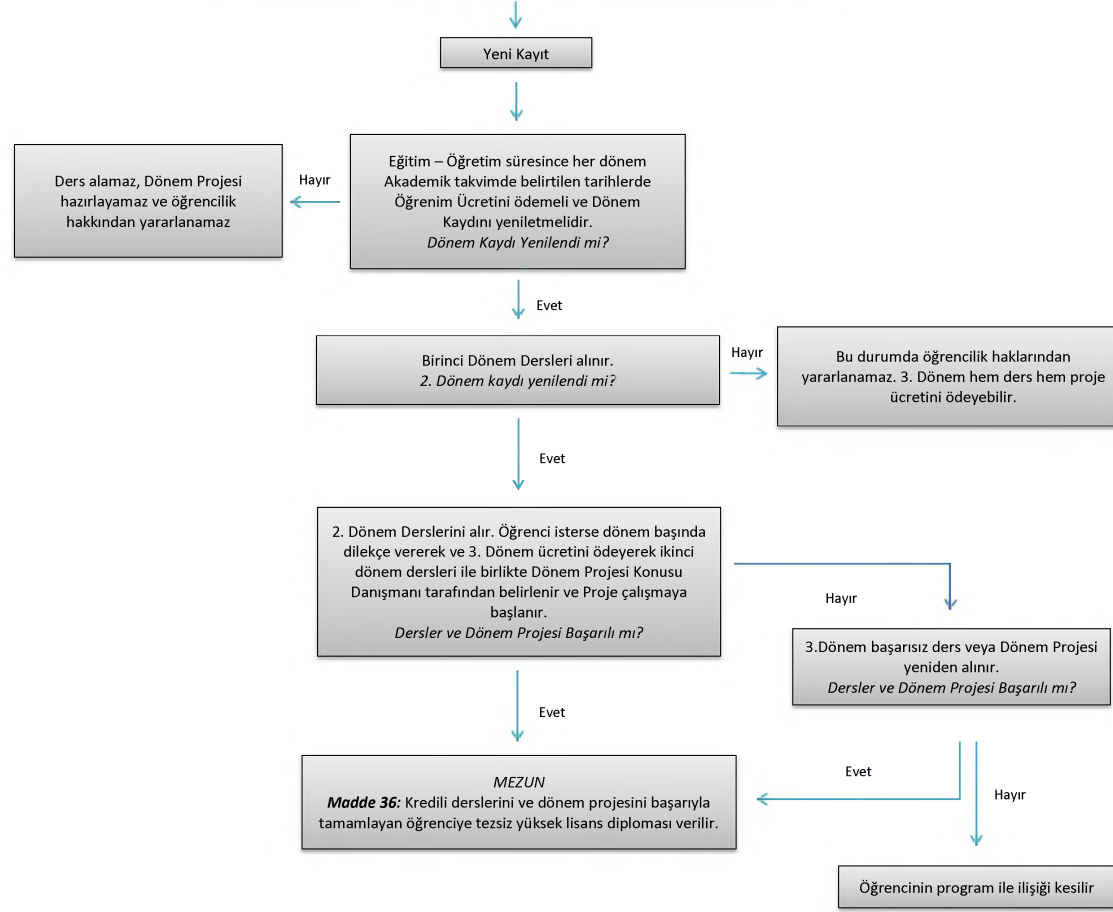 Yeni Kayıt
Eğitim – Öğretim süresince her dönem
Akademik takvimde belirtilen tarihlerde
Öğrenim Ücretini ödemeli ve Dönem
Kaydını yeniletmelidir.
Dönem Kaydı Yenilendi mi?
Hayır
Ders alamaz, Dönem Projesi
hazırlayamaz ve öğrencilik
hakkından yararlanamaz
Evet
Birinci Dönem Dersleri alınır.
2. Dönem kaydı yenilendi mi?
Hayır
Bu durumda öğrencilik haklarından
yararlanamaz. 3. Dönem hem ders hem proje
ücretini ödeyebilir.
Evet
2. Dönem Derslerini alır. Öğrenci isterse dönem başında
dilekçe vererek ve 3. Dönem ücretini ödeyerek ikinci
dönem dersleri ile birlikte Dönem Projesi Konusu
Danışmanı tarafından belirlenir ve Proje çalışmaya
başlanır.
Dersler ve Dönem Projesi Başarılı mı?
Hayır
3.Dönem başarısız ders veya Dönem Projesi
yeniden alınır.
Dersler ve Dönem Projesi Başarılı mı?
Evet
MEZUN
Madde 36: Kredili derslerini ve dönem projesini başarıyla
tamamlayan öğrenciye tezsiz yüksek lisans diploması verilir.
Evet
Hayır
Öğrencinin program ile ilişiği kesilir